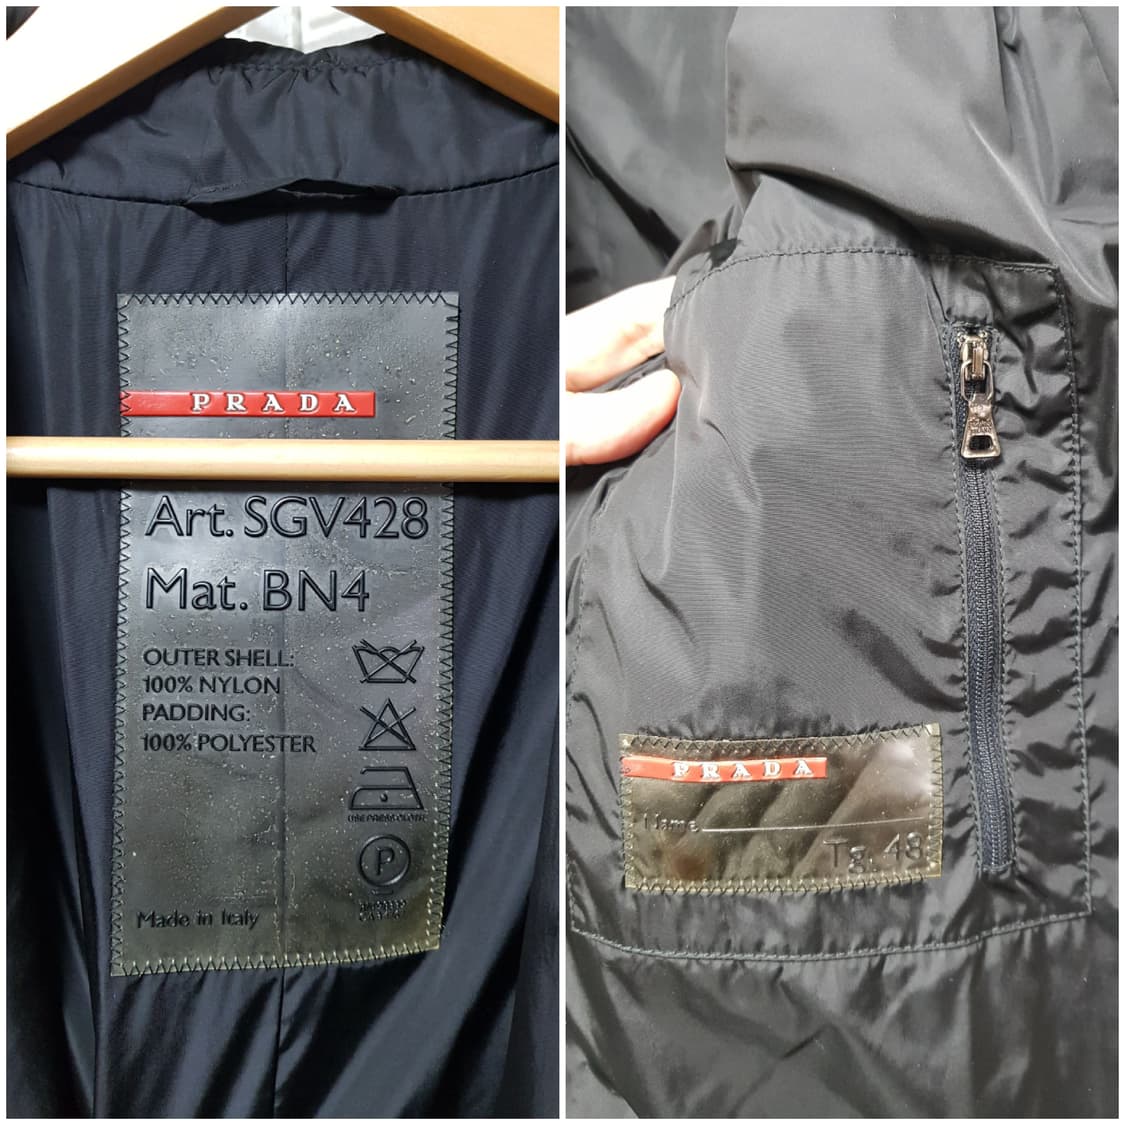 PRADA
Art. SGV428
Mat. BN4
OUTER SHELL:
100% NYLON
PADDING:
100% POLYESTER
P
Made in Italy
PRADA
Name
Tg. 48